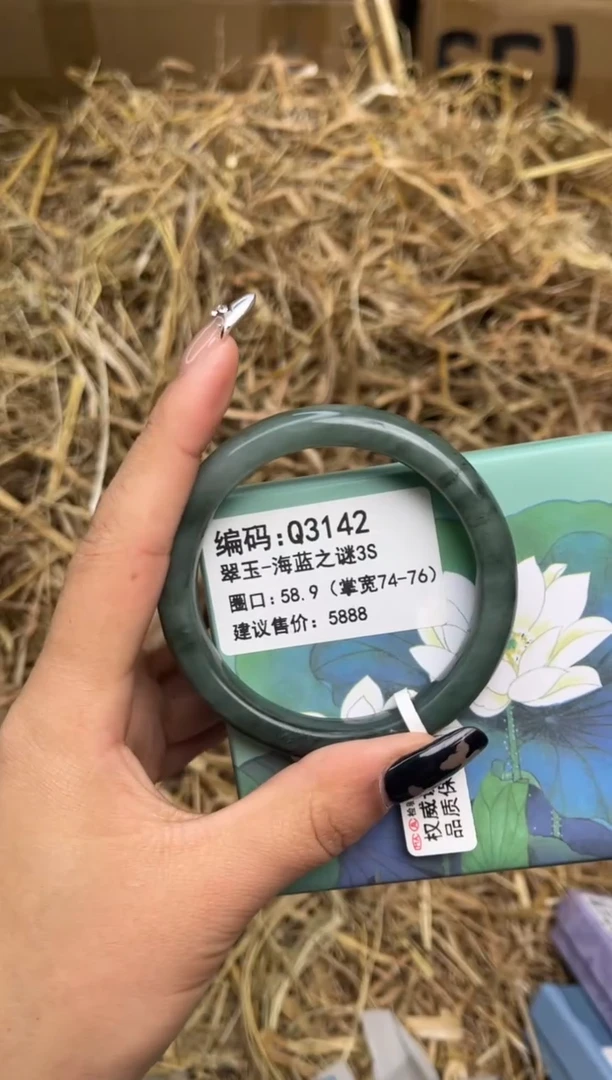 编码:Q3142
翠玉-海蓝之谜3S
圈口:58.9（掌宽74-76）
建议售价：5888
权威
品质保